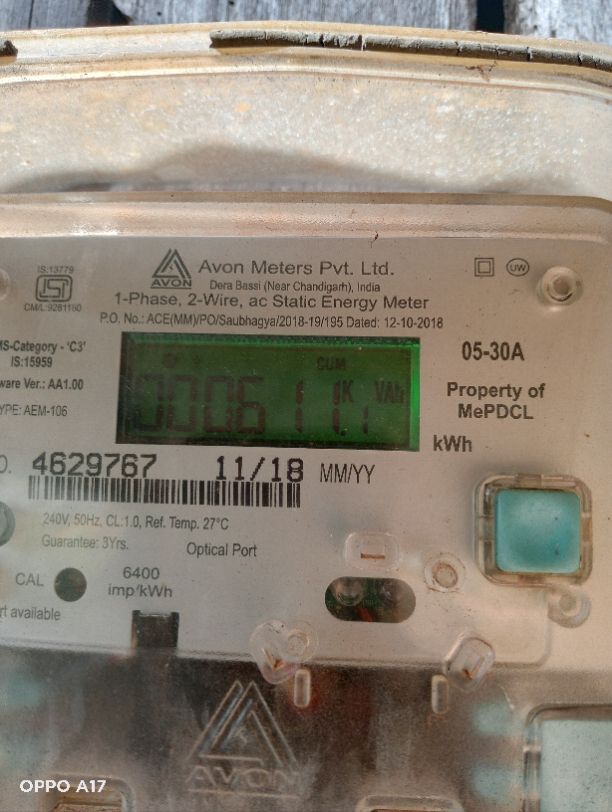 IS:13779
CM/L:9281160
AVON
Avon Meters Pvt. Ltd.
Dera Bassi (Near Chandigarh), India
UW
1-Phase, 2-Wire, ac Static Energy Meter
P.O. No.: ACE(MM)/PO/Saubhagya/2018-19/195 Dated: 12-10-2018
MS-Category - 'C3'
IS:15959
ware Ver.: AA1.00
YPE: AEM-106
CUM
K VAh
05-30A
Property of
MePDCL
kWh
O. 4629767 11/18 MM/YY
240V, 50Hz, CL:1.0, Ref. Temp. 27°C
Guarantee: 3Yrs.
Optical Port
CAL
6400
imp/kWh
rt available
AVON
OPPO A17